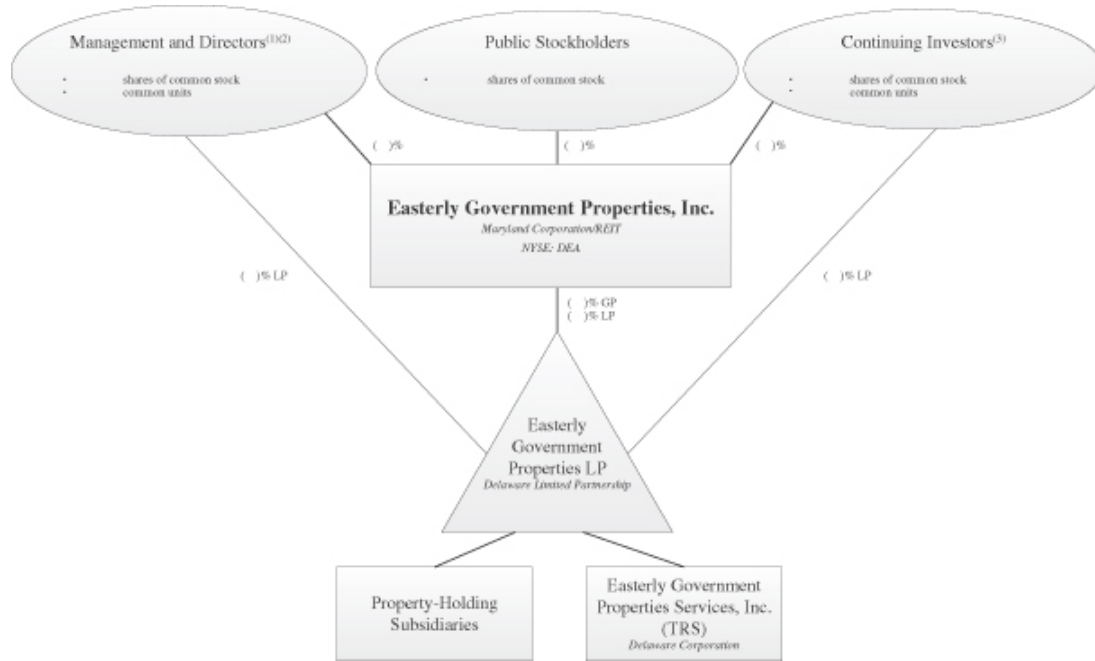 Management and Directors(1)(2)
• shares of common stock
• common units
Public Stockholders
• shares of common stock
Continuing Investors(3)
• shares of common stock
• common units
( )%
( )%
( )%
Easterly Government Properties, Inc.
Maryland Corporation/REIT
NYSE: DEA
( )% LP
( )% LP
( )% GP
( )% LP
Easterly
Government
Properties LP
Delaware Limited Partnership
Property-Holding
Subsidiaries
Easterly Government
Properties Services, Inc.
(TRS)
Delaware Corporation